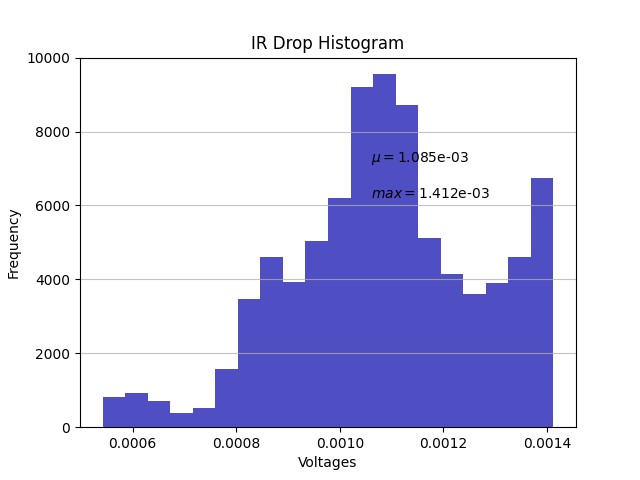 IR Drop Histogram
10000
8000
6000
4000
2000
0
Frequency
μ = 1.085e-03
max = 1.412e-03
0.0006 0.0008 0.0010 0.0012 0.0014
Voltages